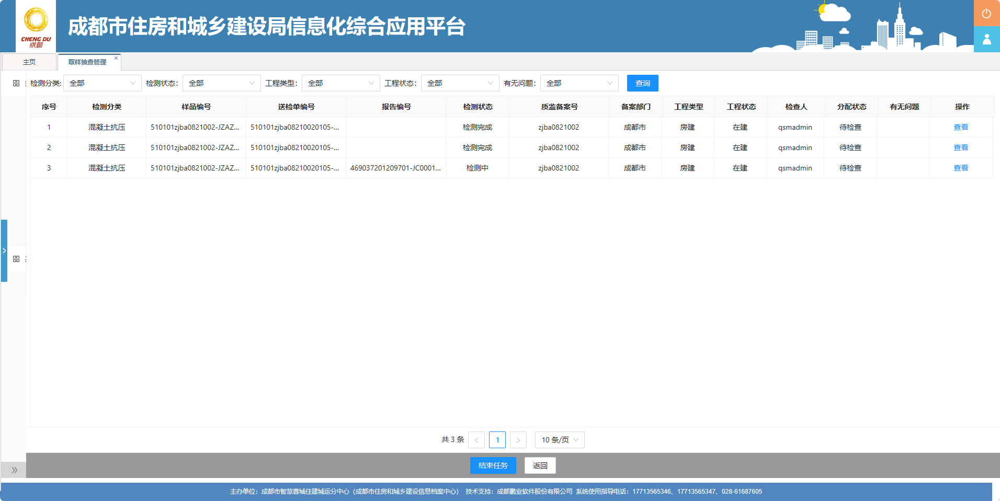 CHENG DU
成都
成都市住房和城乡建设局信息化综合应用平台
主页 取样抽查管理
检测分类: 全部 检测状态: 全部 工程类型: 全部 工程状态: 全部 有无问题: 全部 查询
序号 检测分类 样品编号 送检单编号 报告编号 检测状态 质监备案号 备案部门 工程类型 工程状态 检查人 分配状态 有无问题 操作
1 混凝土抗压 510101zjba0821002-JZAZ... 510101zjba08210020105-... 检测完成 zjba0821002 成都市 房建 在建 qsmadmin 待检查 查看
2 混凝土抗压 510101zjba0821002-JZAZ... 510101zjba08210020105-... 检测完成 zjba0821002 成都市 房建 在建 qsmadmin 待检查 查看
3 混凝土抗压 510101zjba0821002-JZAZ... 510101zjba08210020105-... 469037201209701-JC0001... 检测中 zjba0821002 成都市 房建 在建 qsmadmin 待检查 查看
共 3 条 < 1 > 10 条/页
结束任务 返回
主办单位：成都市智慧蓉城住建城运分中心（成都市住房和城乡建设信息档案中心） 技术支持：成都鹏业软件股份有限公司 系统使用指导电话：17713565346、17713565347、028-61687605